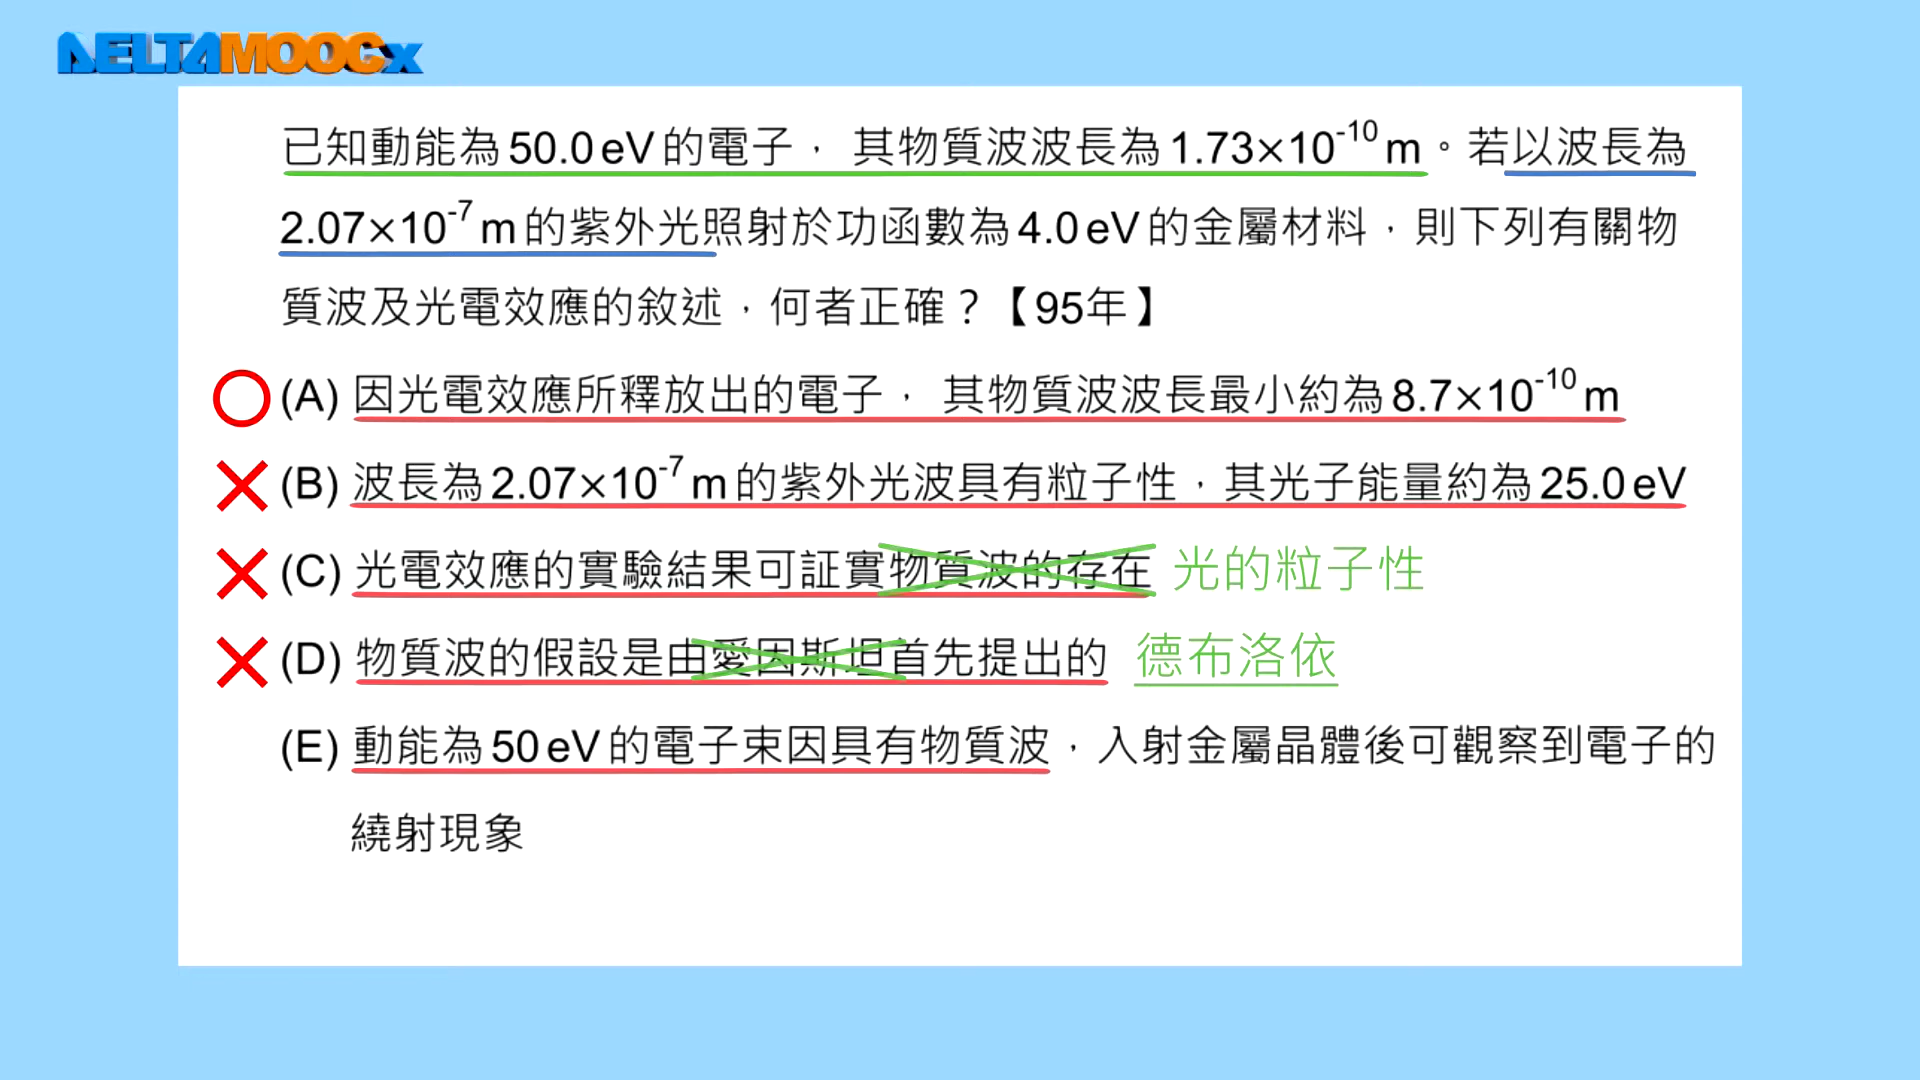 DELTAMOOCx
已知動能為50.0eV的電子， 其物質波波長為1.73×10⁻¹⁰m。若以波長為
2.07×10⁻⁷m的紫外光照射於功函數為4.0eV的金屬材料，則下列有關物
質波及光電效應的敘述，何者正確？【95年】
(A) 因光電效應所釋放出的電子， 其物質波波長最小約為8.7×10⁻¹⁰m
(B) 波長為2.07×10⁻⁷m的紫外光波具有粒子性，其光子能量約為25.0eV
(C) 光電效應的實驗結果可証實物質波的存在 光的粒子性
(D) 物質波的假設是由愛因斯坦首先提出的 德布洛依
(E) 動能為50eV的電子束因具有物質波，入射金屬晶體後可觀察到電子的
繞射現象